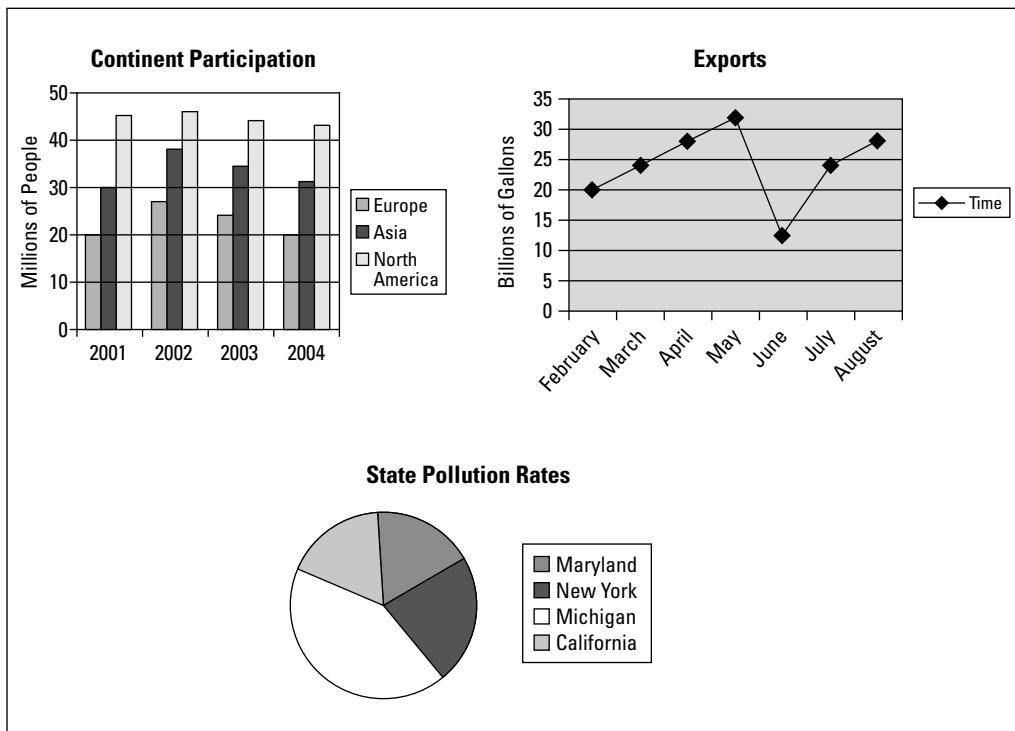 Continent Participation
Millions of People
50
40
30
20
10
0
2001 2002 2003 2004
Europe
Asia
North
America
Exports
Billions of Gallons
35
30
25
20
15
10
5
0
February March April May June July August
Time
State Pollution Rates
Maryland
New York
Michigan
California